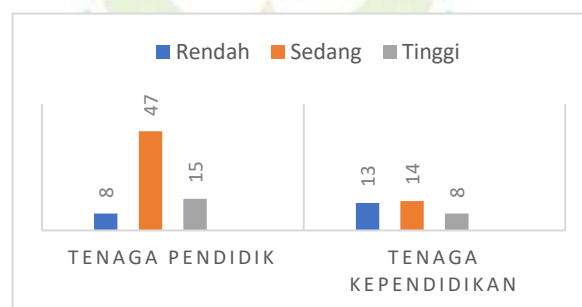 Rendah Sedang Tinggi
8
47
15
13
14
8
TENAGA PENDIDIK
TENAGA
KEPENDIDIKAN